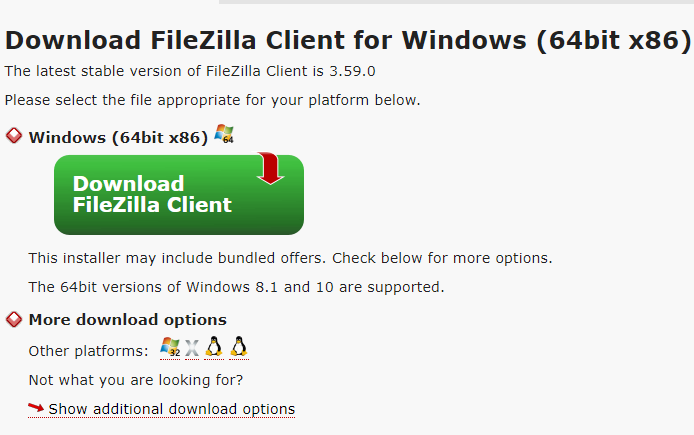 Download FileZilla Client for Windows (64bit x86)
The latest stable version of FileZilla Client is 3.59.0
Please select the file appropriate for your platform below.
Windows (64bit x86) 64
Download
FileZilla Client
This installer may include bundled offers. Check below for more options.
The 64bit versions of Windows 8.1 and 10 are supported.
More download options
Other platforms: 32
Not what you are looking for?
Show additional download options